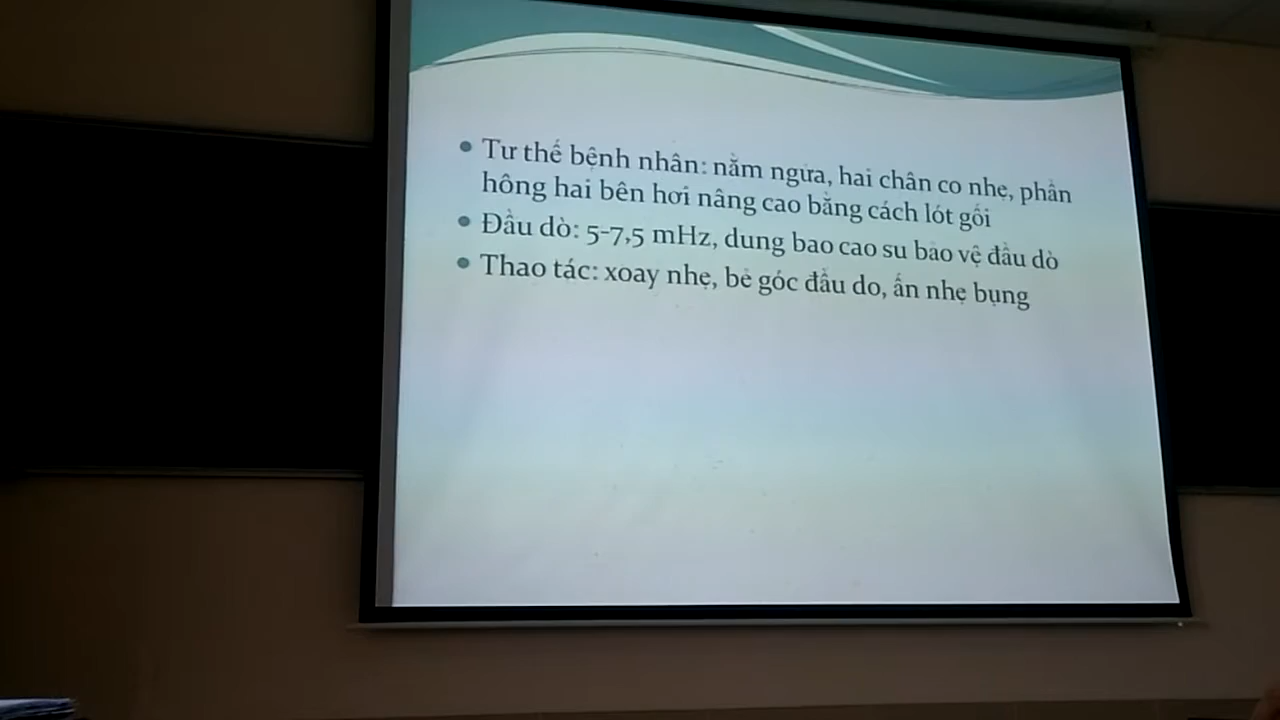 Tư thế bệnh nhân: nằm ngửa, hai chân co nhẹ, phần
hông hai bên hơi nâng cao bằng cách lót gối
Đầu dò: 5-7,5 mHz, dung bao cao su bảo vệ đầu dò
Thao tác: xoay nhẹ, bẻ góc đầu do, ấn nhẹ bụng